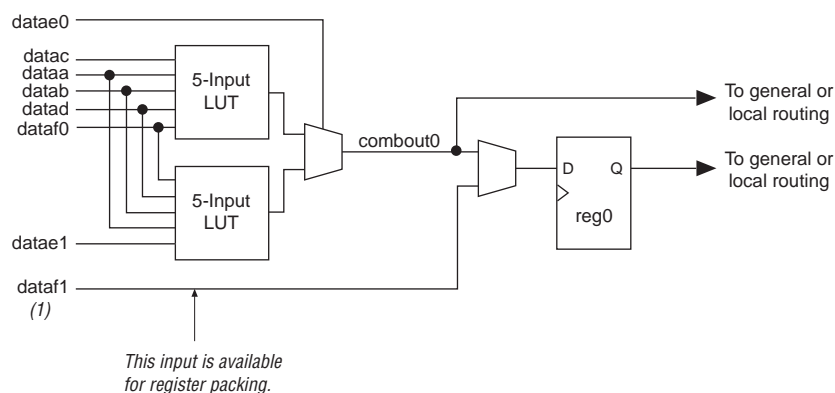 datae0
datac
dataa
datab
datad
dataf0
5-Input
LUT
combout0
To general or
local routing
D
Q
reg0
To general or
local routing
5-Input
LUT
datae1
dataf1
(1)
This input is available
for register packing.